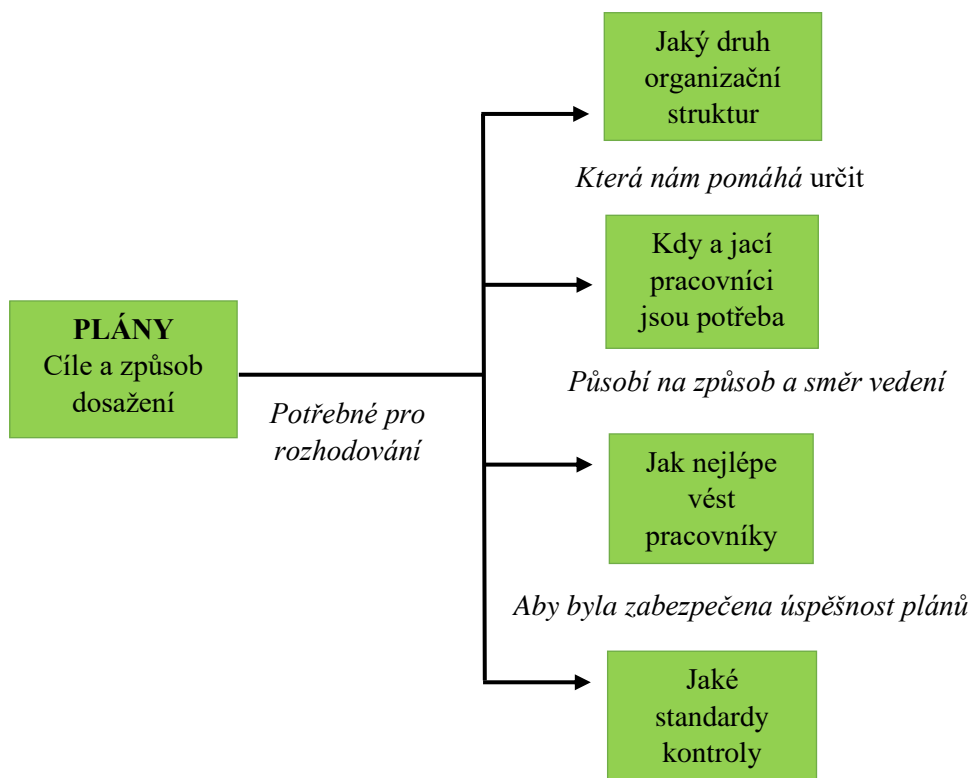 Jaký druh
organizační
struktur
Která nám pomáhá určit
Kdy a jací
pracovníci
jsou potřeba
PLÁNY
Cíle a způsob
dosažení
Působí na způsob a směr vedení
Potřebné pro
rozhodování
Jak nejlépe
vést
pracovníky
Aby byla zabezpečena úspěšnost plánů
Jaké
standardy
kontroly